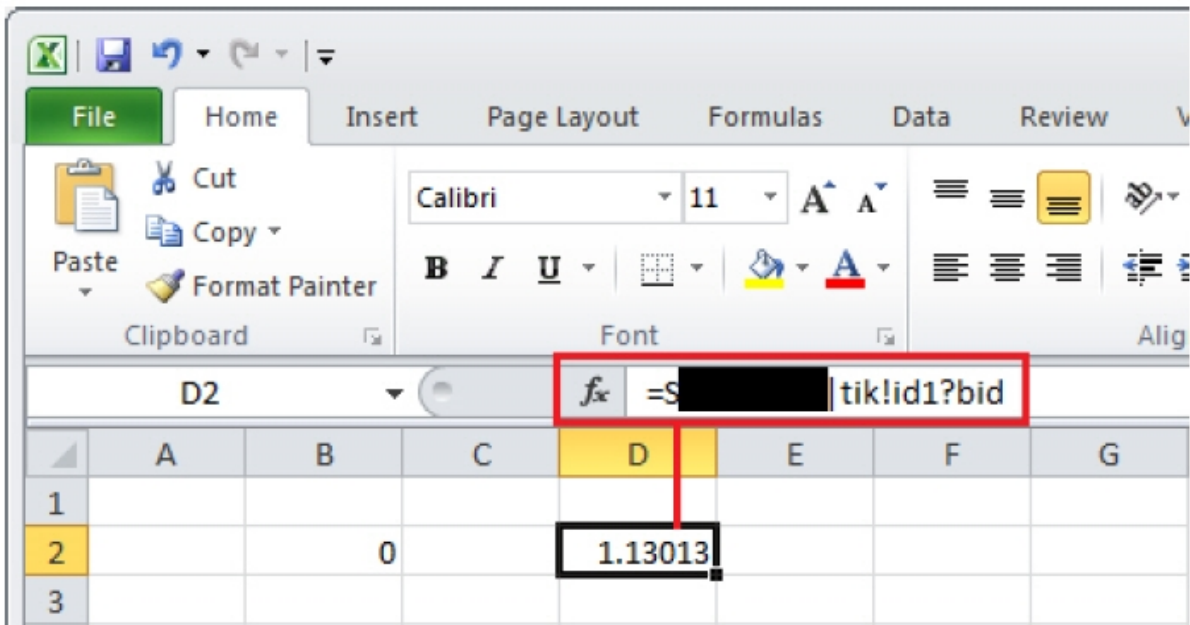 File Home Insert Page Layout Formulas Data Review
Cut
Calibri 11 A A
Copy
Paste
B I U A
Format Painter
Clipboard Font Alig
D2 fx =S tik!id1?bid
A B C D E F G
1
2 0 1.13013
3